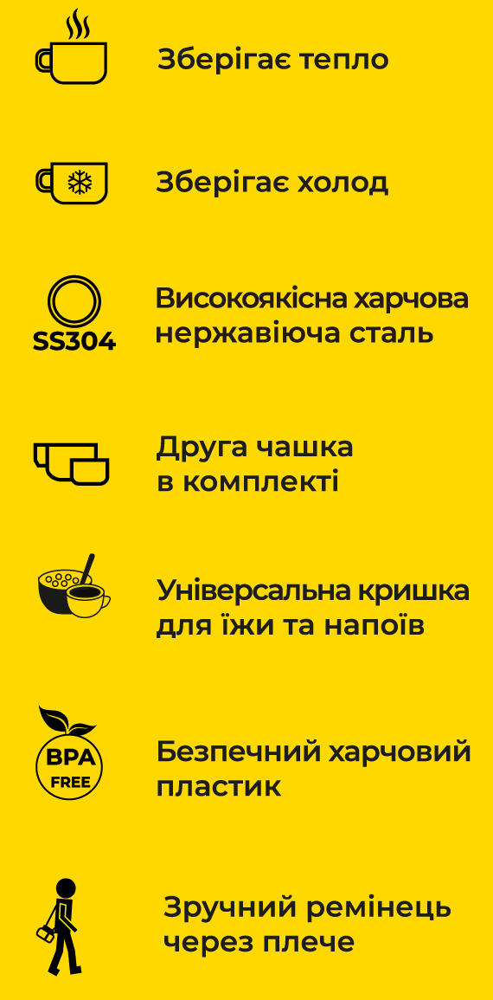 Зберігає тепло
Зберігає холод
SS304
Високоякісна харчова
нержавіюча сталь
Друга чашка
в комплекті
Універсальна кришка
для їжи та напоїв
BPA
FREE
Безпечний харчовий
пластик
Зручний ремінець
через плече